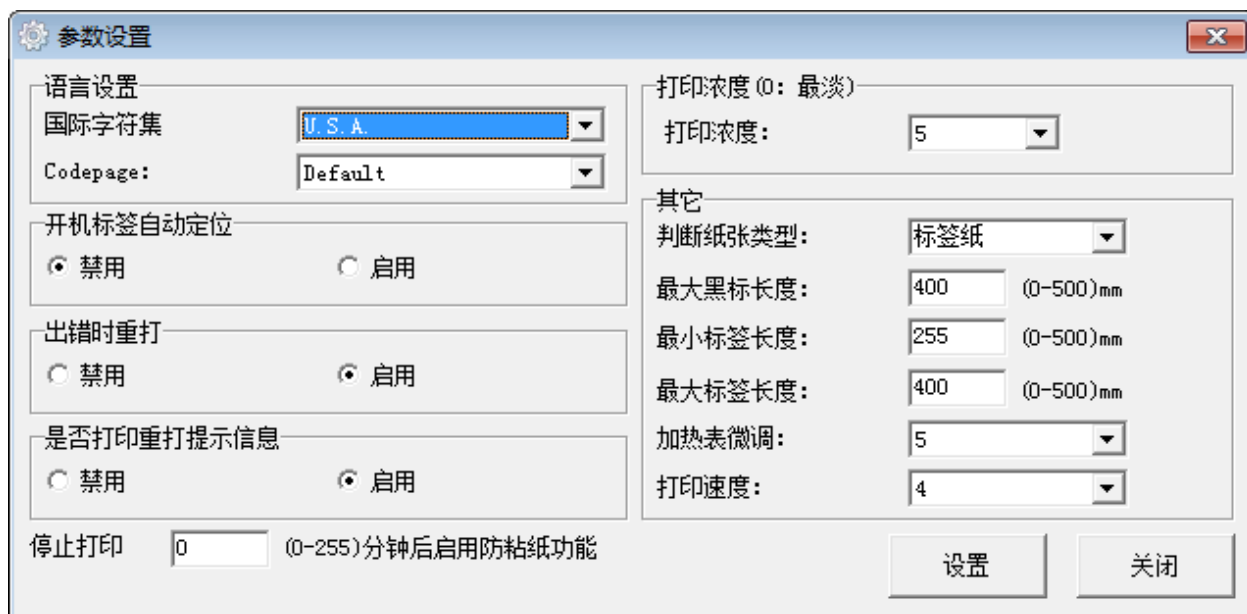 参数设置
语言设置
国际字符集 U.S.A.
Codepage: Default
开机标签自动定位
禁用 启用
出错时重打
禁用 启用
是否打印重打提示信息
禁用 启用
停止打印 0 (0-255)分钟后启用防粘纸功能
打印浓度(0: 最淡)
打印浓度: 5
其它
判断纸张类型: 标签纸
最大黑标长度: 400 (0-500)mm
最小标签长度: 255 (0-500)mm
最大标签长度: 400 (0-500)mm
加热表微调: 5
打印速度: 4
设置 关闭